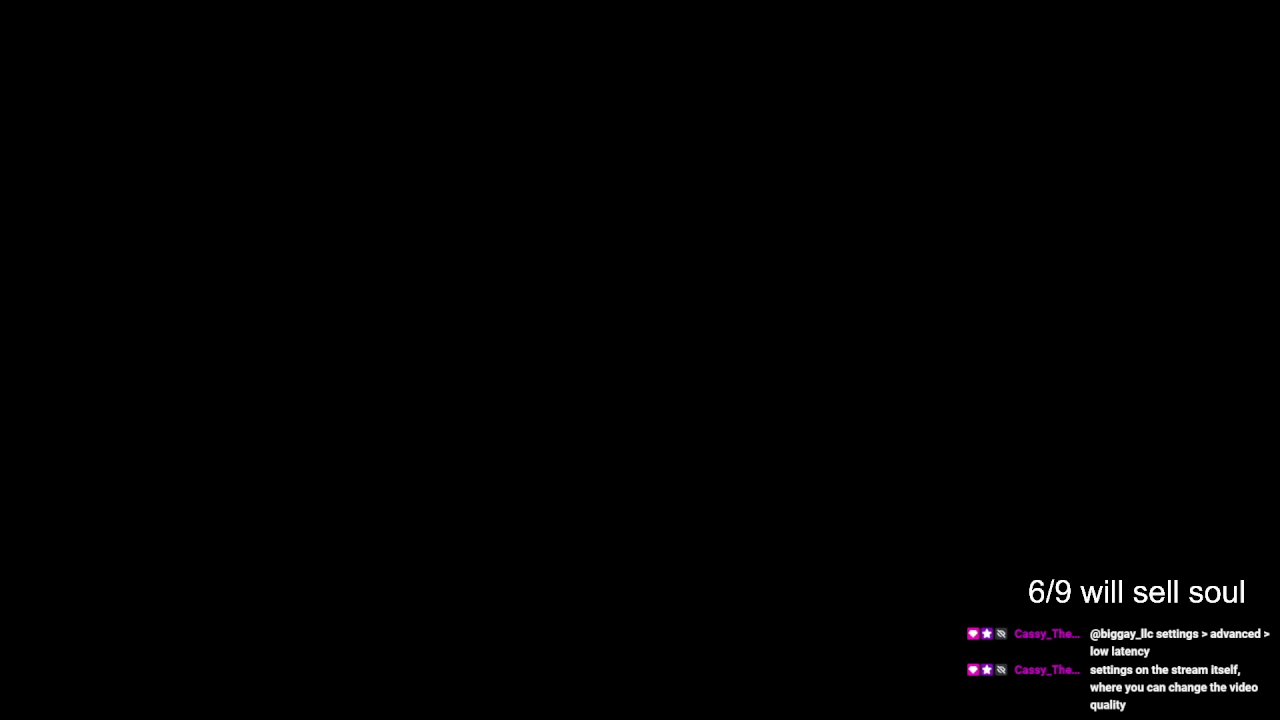 6/9 will sell soul
Cassy_The... @biggay_llc settings > advanced >
low latency
Cassy_The... settings on the stream itself,
where you can change the video
quality